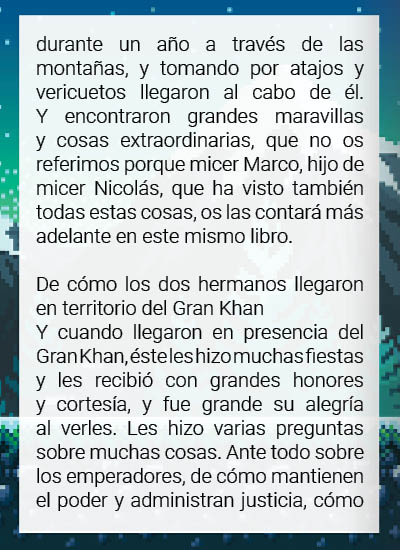 durante un año a través de las
montañas, y tomando por atajos y
vericuetos llegaron al cabo de él.
Y encontraron grandes maravillas
y cosas extraordinarias, que no os
referimos porque micer Marco, hijo de
micer Nicolás, que ha visto también
todas estas cosas, os las contará más
adelante en este mismo libro.
De cómo los dos hermanos llegaron
en territorio del Gran Khan
Y cuando llegaron en presencia del
Gran Khan, éste les hizo muchas fiestas
y les recibió con grandes honores
y cortesía, y fue grande su alegría
al verles. Les hizo varias preguntas
sobre muchas cosas. Ante todo sobre
los emperadores, de cómo mantienen
el poder y administran justicia, cómo